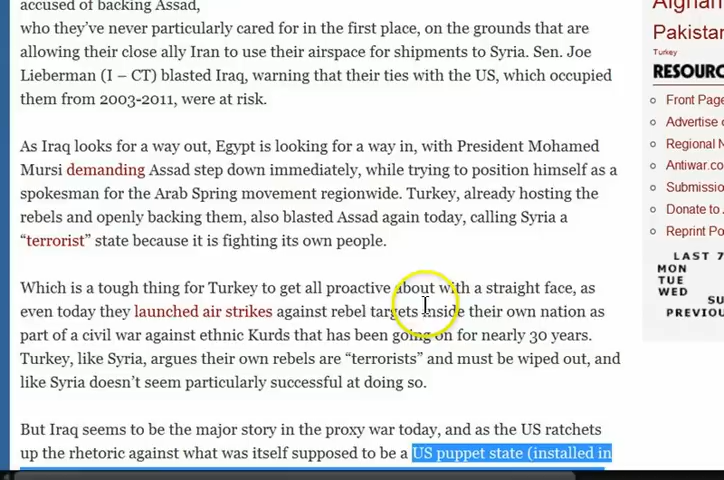 accused of backing Assad,
who they've never particularly cared for in the first place, on the grounds that are
allowing their close ally Iran to use their airspace for shipments to Syria. Sen. Joe
Lieberman (I – CT) blasted Iraq, warning that their ties with the US, which occupied
them from 2003-2011, were at risk.
As Iraq looks for a way out, Egypt is looking for a way in, with President Mohamed
Mursi demanding Assad step down immediately, while trying to position himself as a
spokesman for the Arab Spring movement regionwide. Turkey, already hosting the
rebels and openly backing them, also blasted Assad again today, calling Syria a
“terrorist” state because it is fighting its own people.
Which is a tough thing for Turkey to get all proactive about with a straight face, as
even today they launched air strikes against rebel targets inside their own nation as
part of a civil war against ethnic Kurds that has been going on for nearly 30 years.
Turkey, like Syria, argues their own rebels are “terrorists” and must be wiped out, and
like Syria doesn't seem particularly successful at doing so.
But Iraq seems to be the major story in the proxy war today, and as the US ratchets
up the rhetoric against what was itself supposed to be a US puppet state (installed in
Pakistan
Turkey
RESOURC
Front Page
Advertise
Regional N
Antiwar.co
Submissio
Donate to
Reprint Po
LAST 7
MON
TUE
WED
SU
PREVIOU